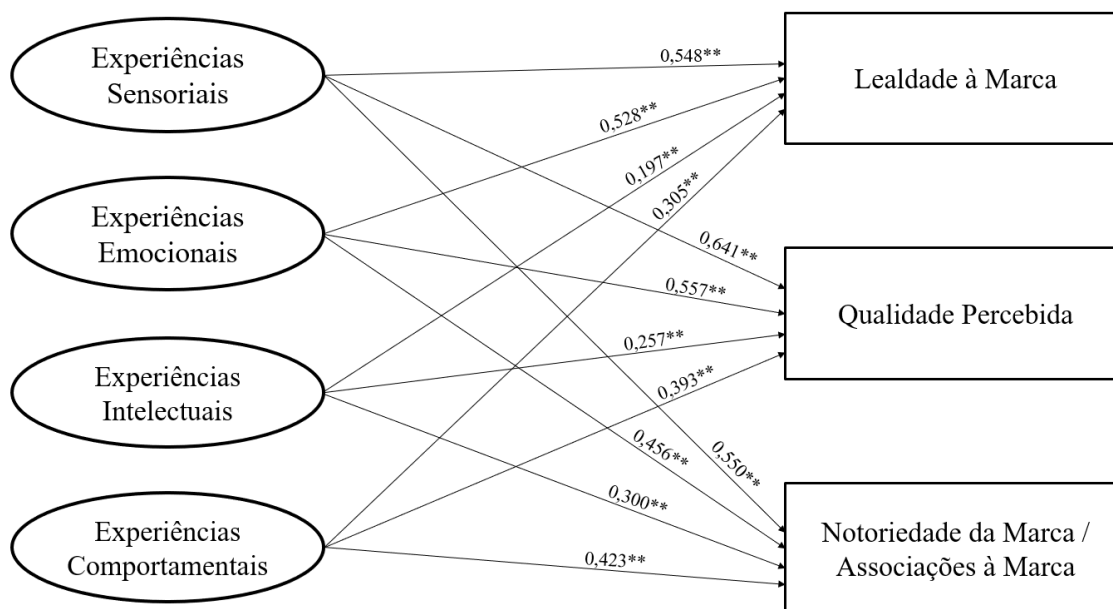 Experiências
Sensoriais
Experiências
Emocionais
Experiências
Intelectuais
Experiências
Comportamentais
0,548**
0,528**
0,197**
0,305**
0,641**
0,557**
0,257**
0,393**
0,456**
0,550**
0,300**
0,423**
Lealdade à Marca
Qualidade Percebida
Notoriedade da Marca /
Associações à Marca